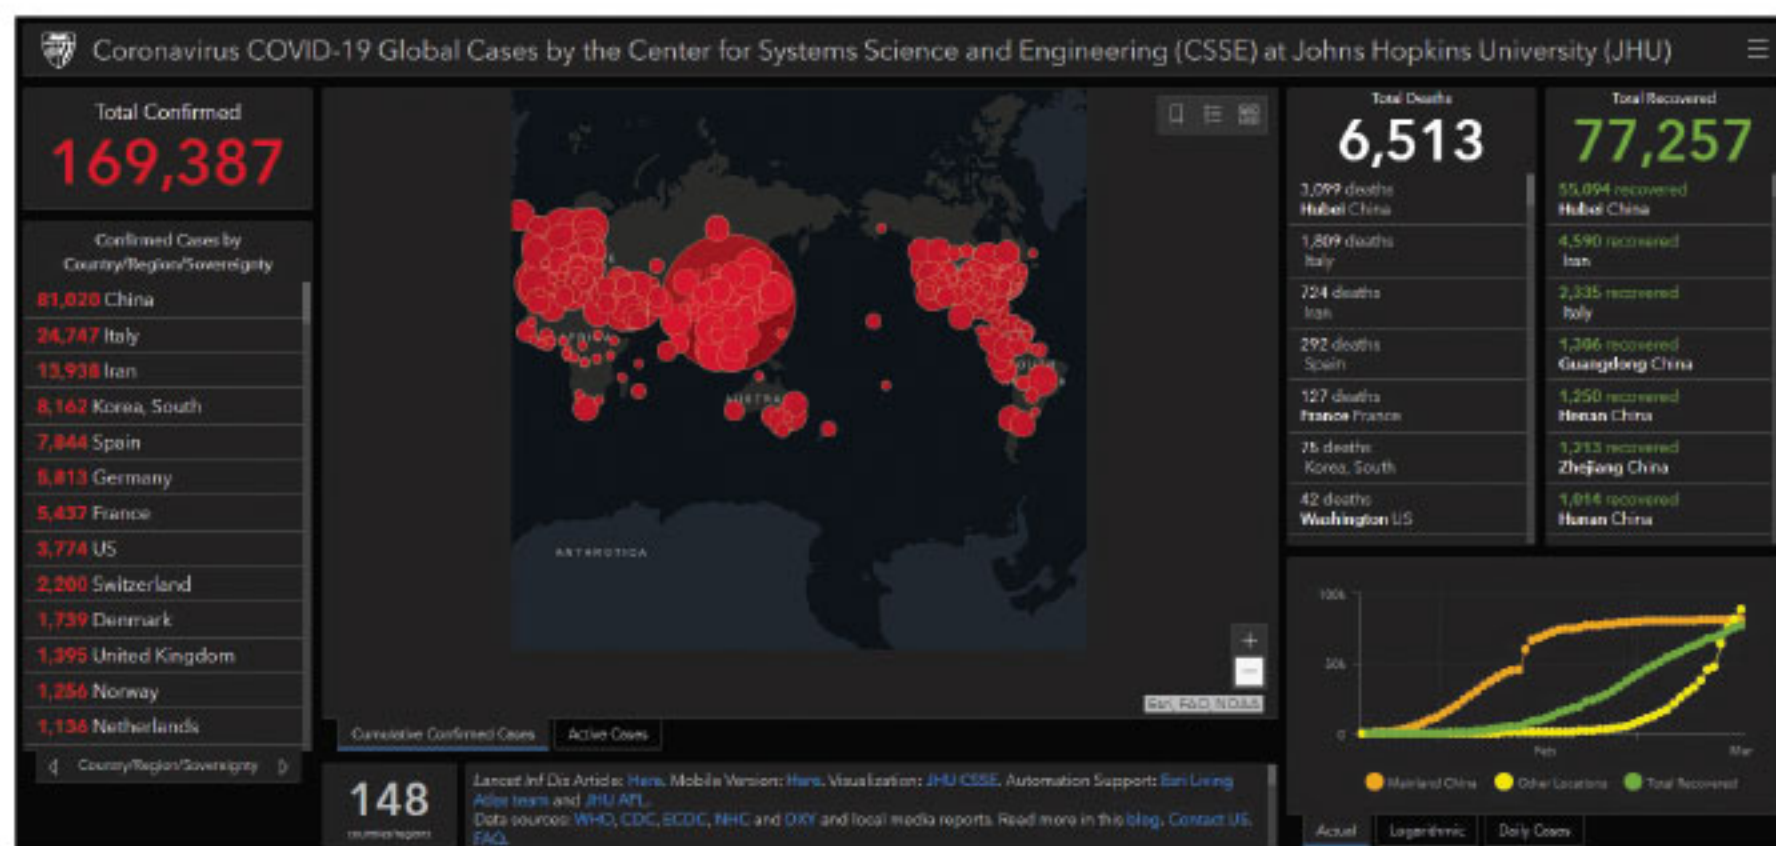 Coronavirus COVID-19 Global Cases by the Center for Systems Science and Engineering (CSSE) at Johns Hopkins University (JHU)
Total Confirmed
169,387
Confirmed Cases by
Country/Region/Sovereignty
81,020 China
24,747 Italy
13,938 Iran
8,162 Korea, South
7,844 Spain
5,813 Germany
5,437 France
3,774 US
2,200 Switzerland
1,739 Denmark
1,395 United Kingdom
1,256 Norway
1,136 Netherlands
Country/Region/Sovereignty
AFRICA
AUSTRA
ANTARCTICA
Esri, FAO, NOAA
Cumulative Confirmed Cases
Active Cases
148
countries/regions
Lancet Inf Dis Article: Here. Mobile Version: Here. Visualization: JHU CSSE. Automation Support: Esri Living
Atlas team and JHU APL.
Data sources: WHO, CDC, ECDC, NHC and DXY and local media reports. Read more in this blog. Contact US.
FAQ.
Total Deaths
6,513
3,099 deaths
Hubei China
1,809 deaths
Italy
724 deaths
Iran
292 deaths
Spain
127 deaths
France France
75 deaths
Korea, South
42 deaths
Washington US
Total Recovered
77,257
55,094 recovered
Hubei China
4,590 recovered
Iran
2,335 recovered
Italy
1,306 recovered
Guangdong China
1,250 recovered
Henan China
1,213 recovered
Zhejiang China
1,014 recovered
Hunan China
100k
50k
0
Feb
Mar
Mainland China
Other Locations
Total Recovered
Actual
Logarithmic
Daily Cases